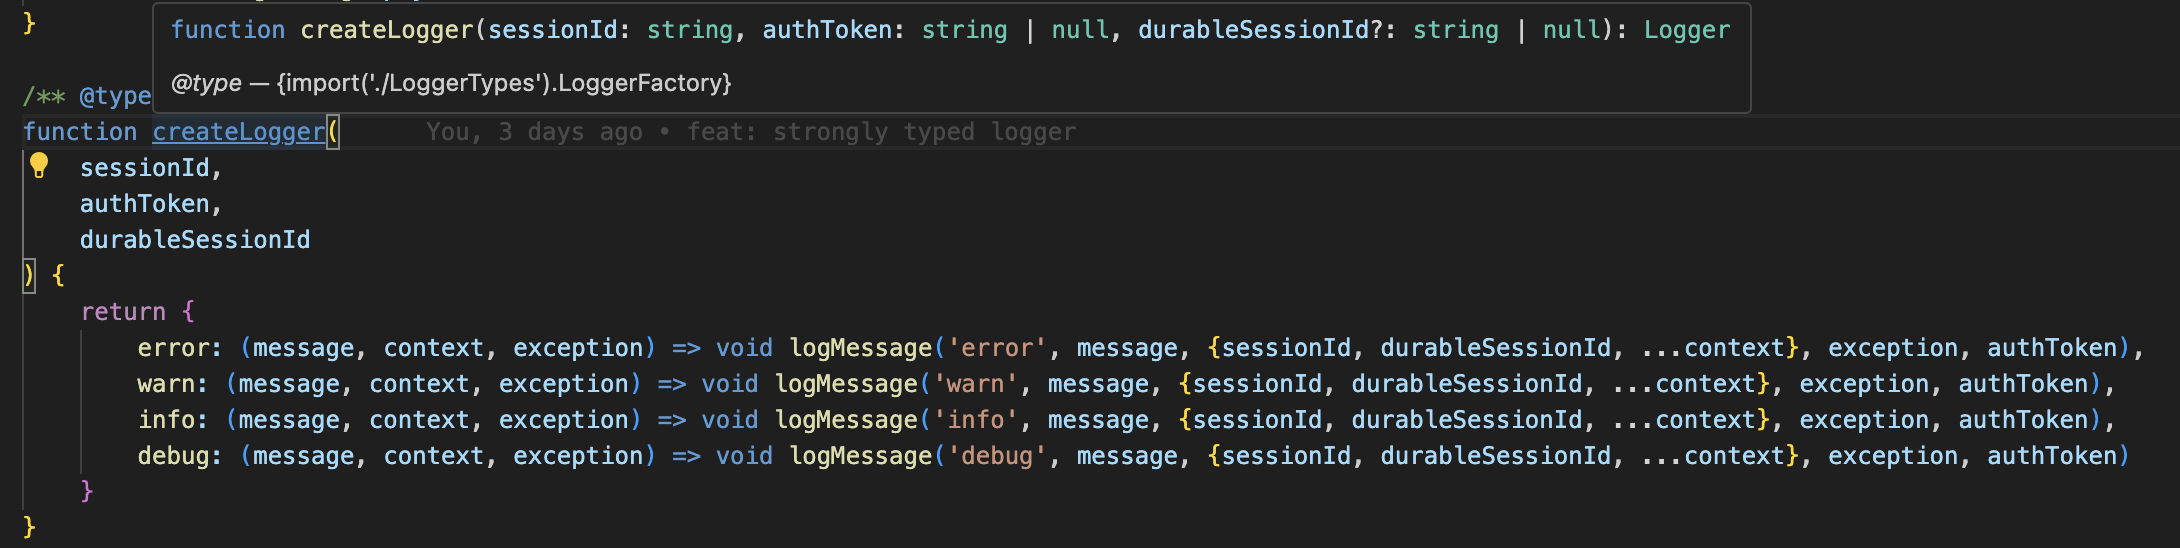 }
function createLogger(sessionId: string, authToken: string | null, durableSessionId?: string | null): Logger
@type — {import('./LoggerTypes').LoggerFactory}
/** @type
function createLogger( You, 3 days ago • feat: strongly typed logger
sessionId,
authToken,
durableSessionId
) {
return {
error: (message, context, exception) => void logMessage('error', message, {sessionId, durableSessionId, ...context}, exception, authToken),
warn: (message, context, exception) => void logMessage('warn', message, {sessionId, durableSessionId, ...context}, exception, authToken),
info: (message, context, exception) => void logMessage('info', message, {sessionId, durableSessionId, ...context}, exception, authToken),
debug: (message, context, exception) => void logMessage('debug', message, {sessionId, durableSessionId, ...context}, exception, authToken)
}
}